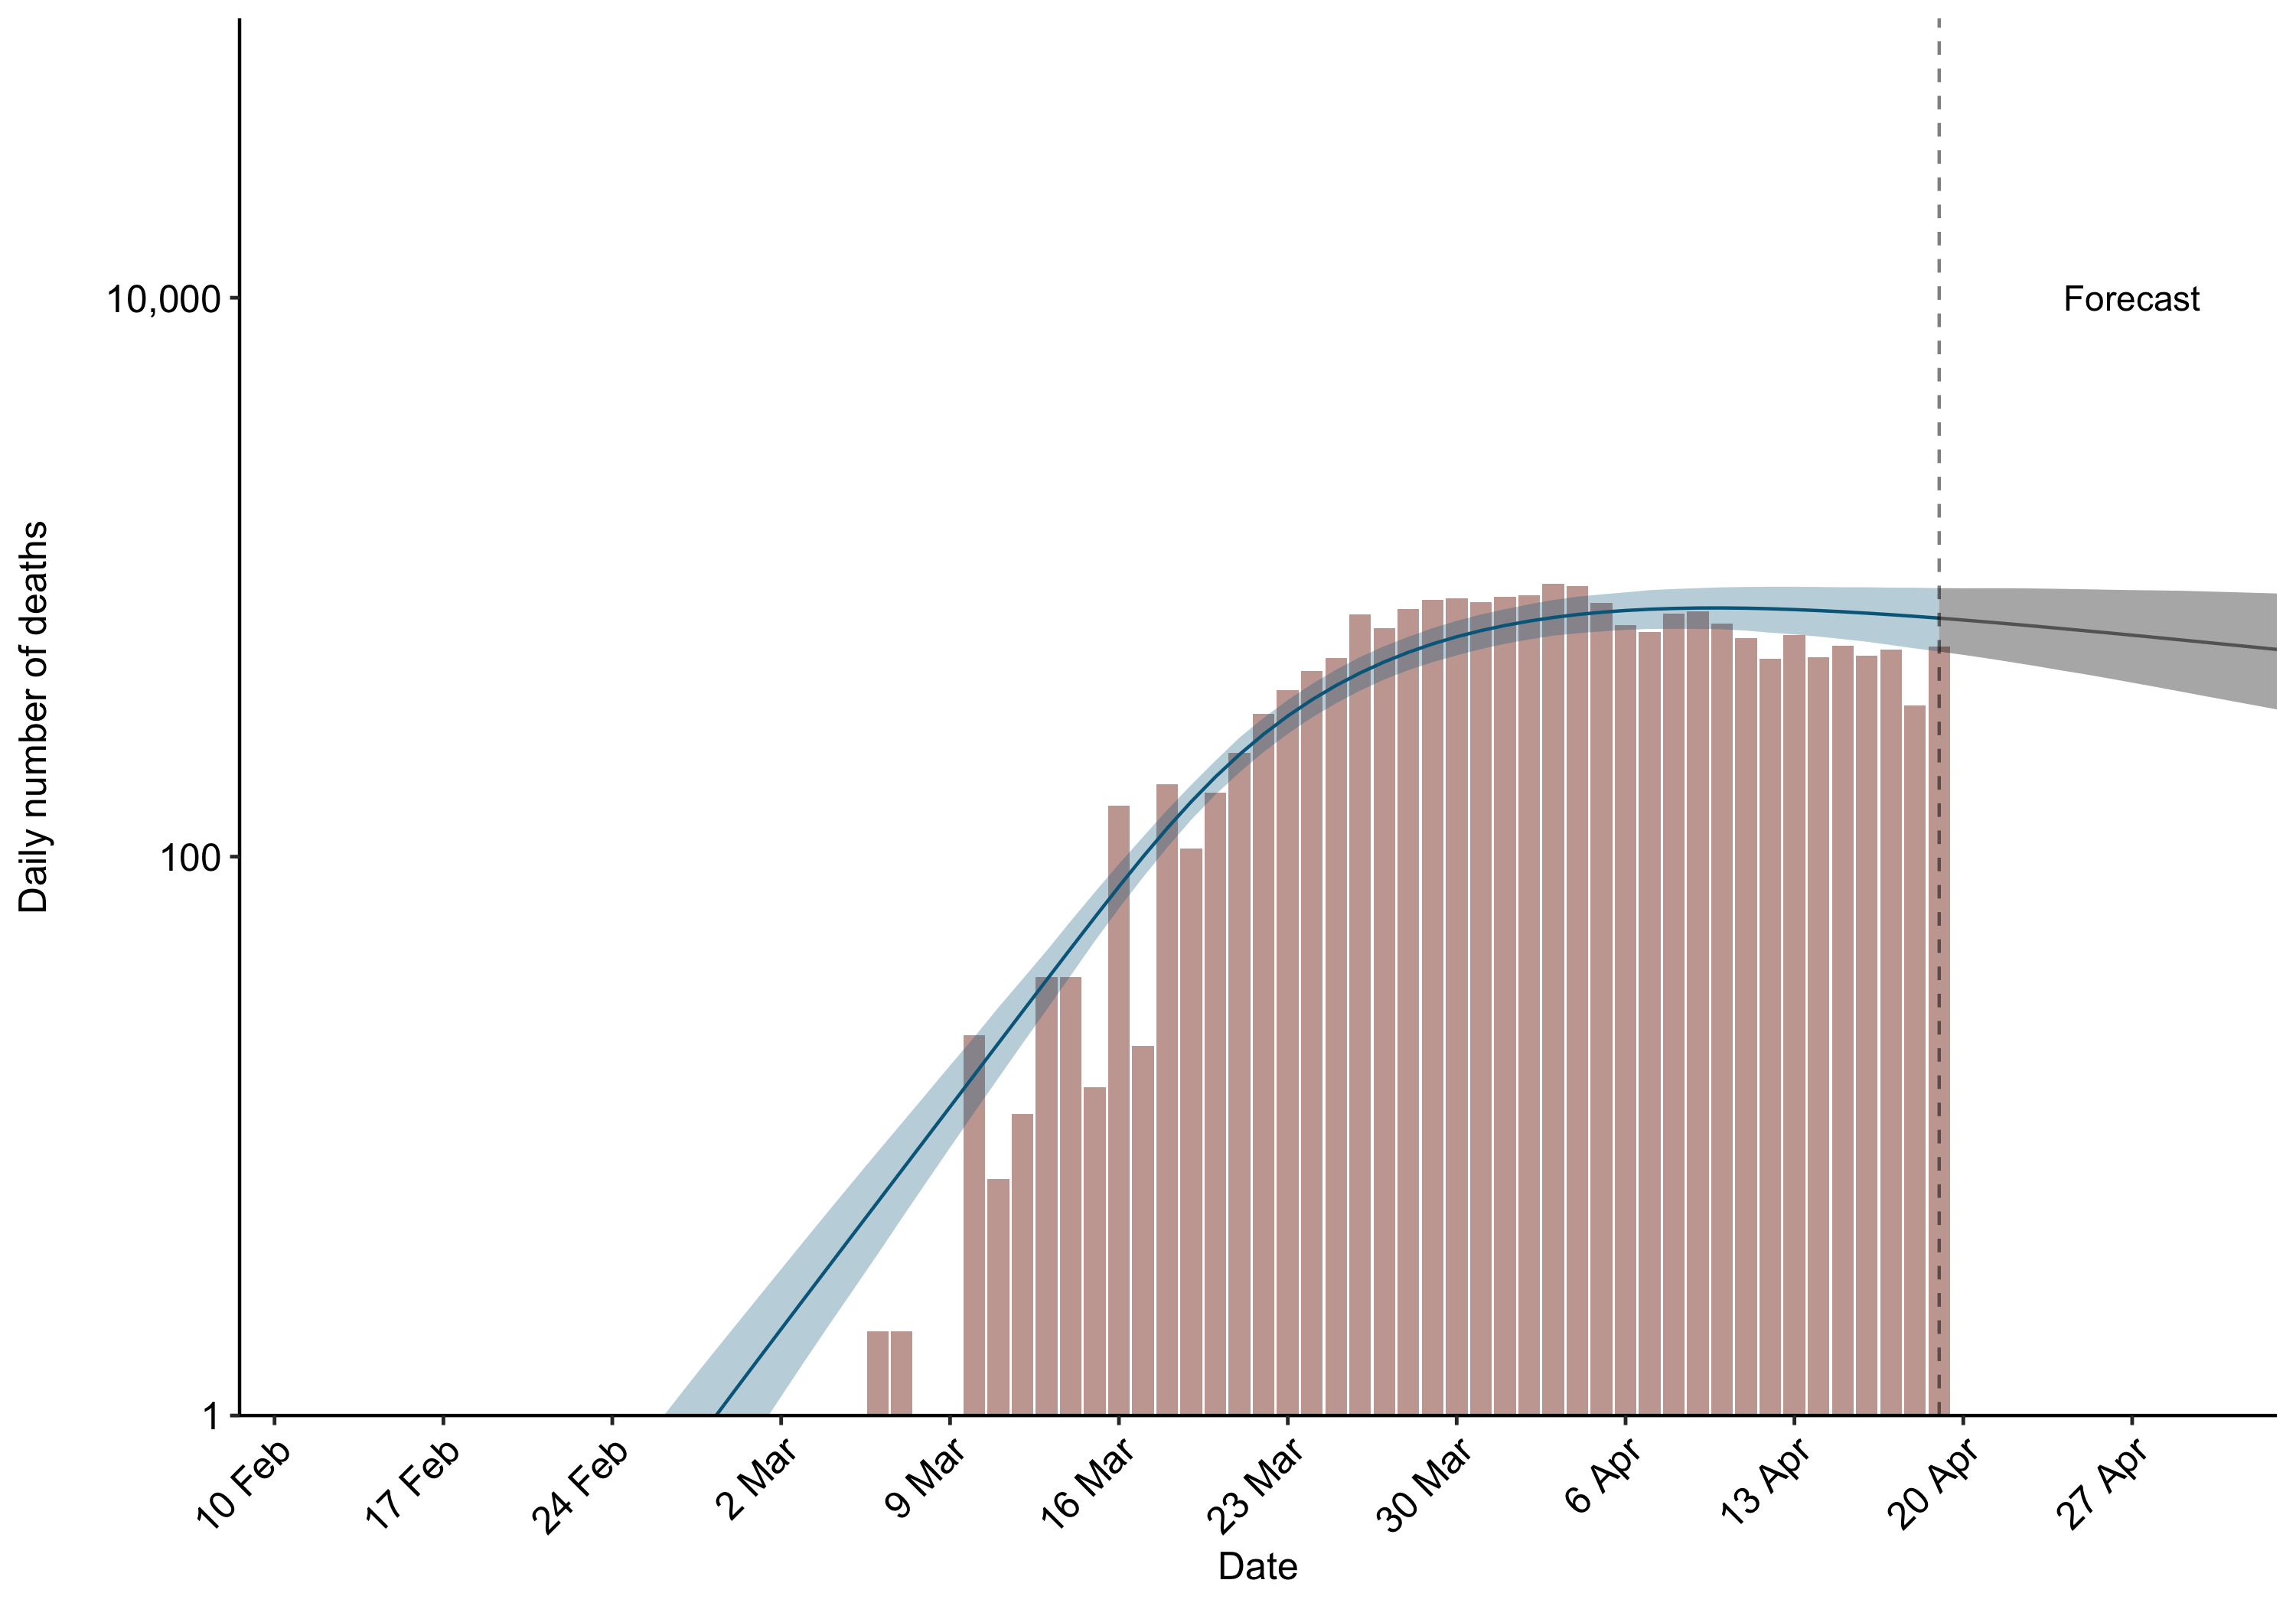 Daily number of deaths
10,000
100
1
Forecast
10 Feb
17 Feb
24 Feb
2 Mar
9 Mar
16 Mar
23 Mar
30 Mar
6 Apr
13 Apr
20 Apr
27 Apr
Date